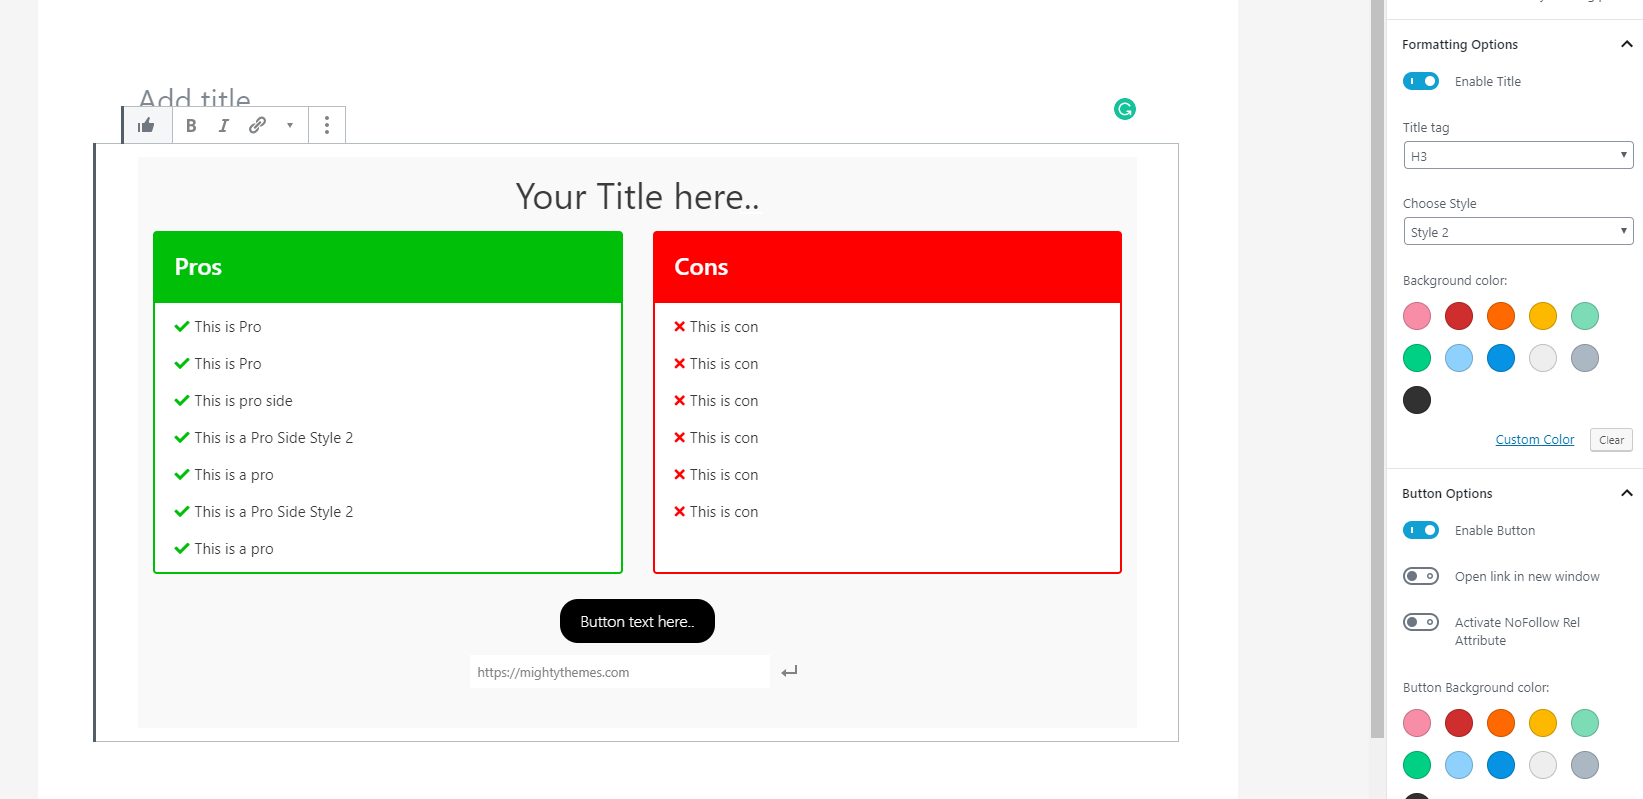 Add title
B I
Your Title here..
Pros
This is Pro
This is Pro
This is pro side
This is a Pro Side Style 2
This is a pro
This is a Pro Side Style 2
This is a pro
Cons
This is con
This is con
This is con
This is con
This is con
This is con
Button text here..
https://mightythemes.com
Formatting Options
Enable Title
Title tag
H3
Choose Style
Style 2
Background color:
Custom Color
Clear
Button Options
Enable Button
Open link in new window
Activate NoFollow Rel
Attribute
Button Background color: